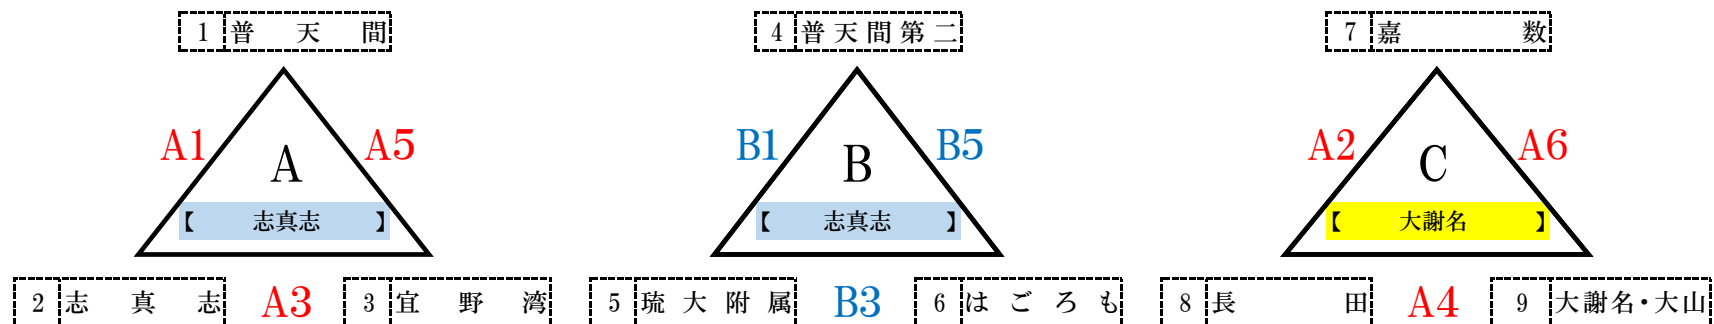 1 普天間
4 普天間第二
7 嘉数
A1 A A5
B1 B B5
A2 C A6
【 志真志 】
【 志真志 】
【 大謝名 】
2 志真志 A3 3 宜野湾
5 琉大附属 B3 6 はごろも
8 長田 A4 9 大謝名・大山